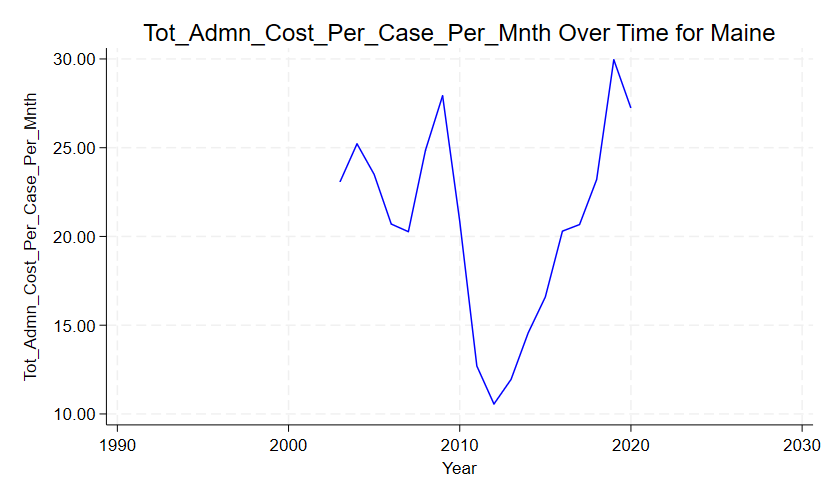 Tot_Admn_Cost_Per_Case_Per_Mnth Over Time for Maine
Tot_Admn_Cost_Per_Case_Per_Mnth
30.00
25.00
20.00
15.00
10.00
1990 2000 2010 2020 2030
Year